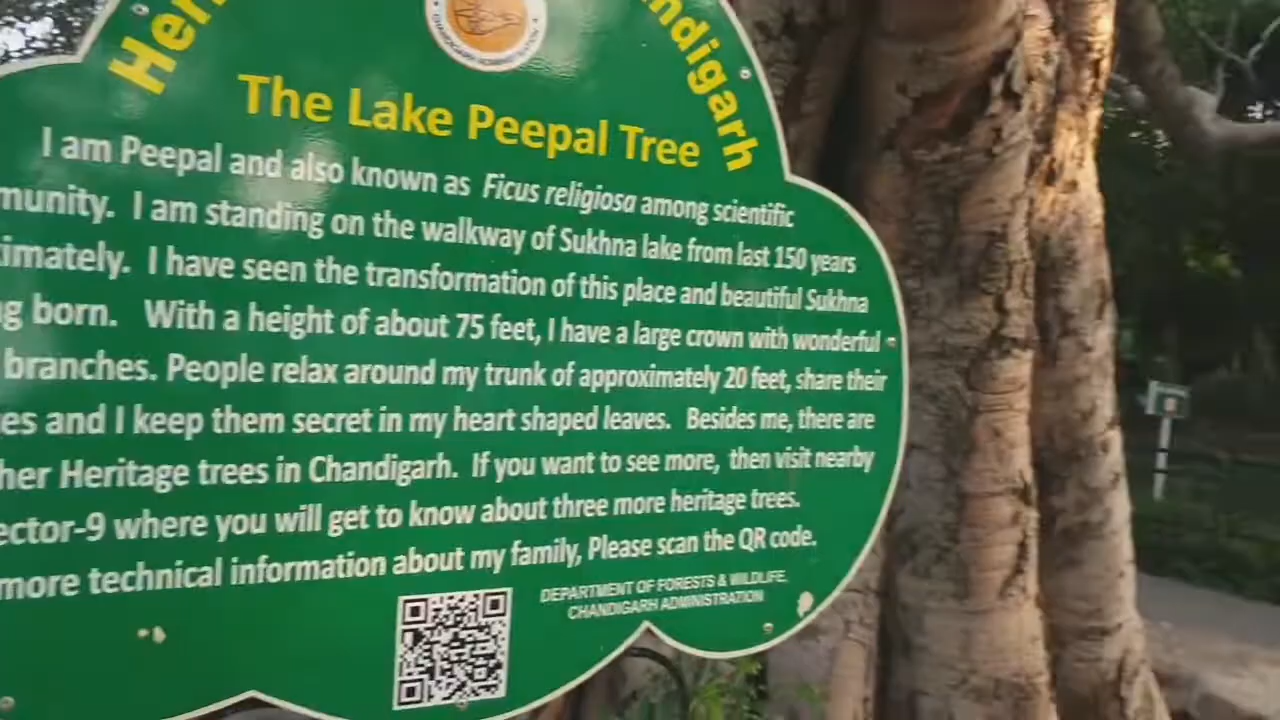 Her
ndigarh
CHANDIGARH ADMINISTRATION
The Lake Peepal Tree
I am Peepal and also known as Ficus religiosa among scientific
munity. I am standing on the walkway of Sukhna lake from last 150 years
imately. I have seen the transformation of this place and beautiful Sukhna
g born. With a height of about 75 feet, I have a large crown with wonderful
branches. People relax around my trunk of approximately 20 feet, share their
es and I keep them secret in my heart shaped leaves. Besides me, there are
her Heritage trees in Chandigarh. If you want to see more, then visit nearby
ector-9 where you will get to know about three more heritage trees.
more technical information about my family, Please scan the QR code.
DEPARTMENT OF FORESTS & WILDLIFE,
CHANDIGARH ADMINISTRATION